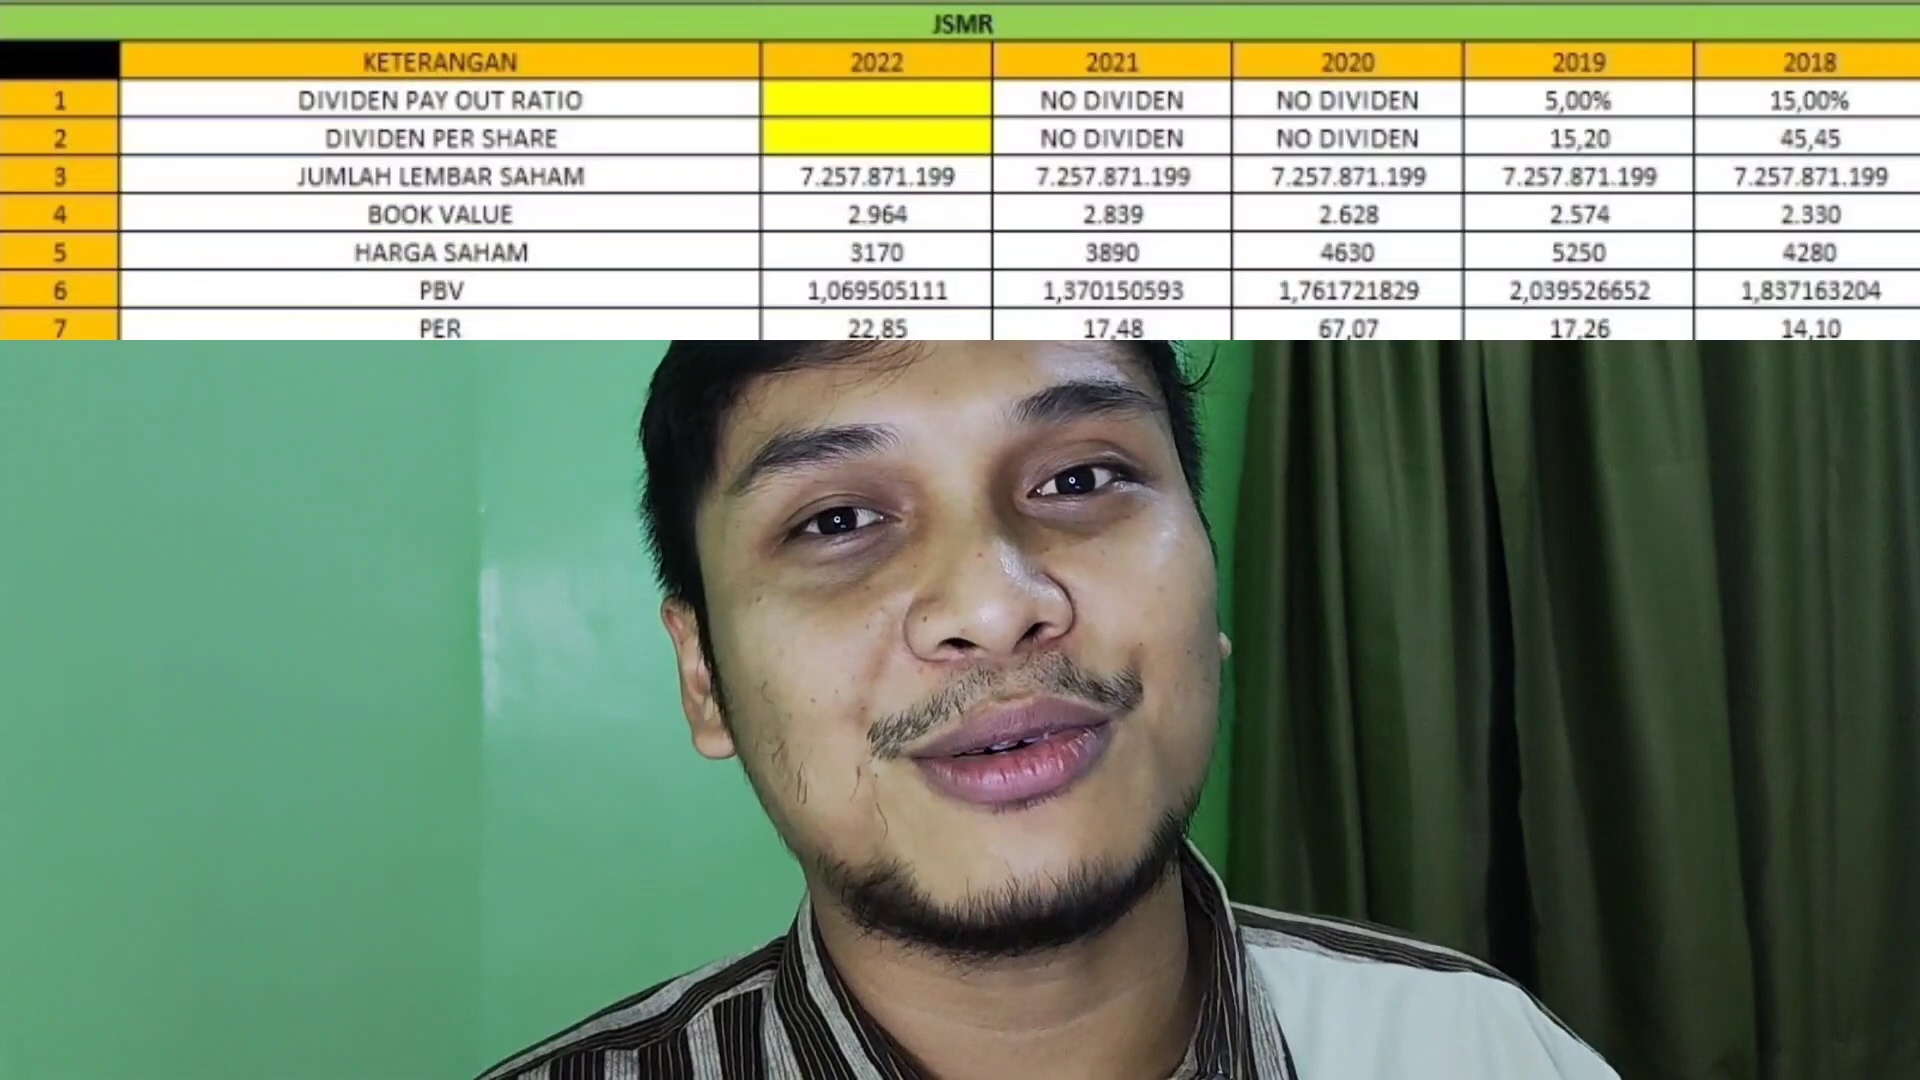 JSMR
KETERANGAN 2022 2021 2020 2019 2018
1 DIVIDEN PAY OUT RATIO NO DIVIDEN NO DIVIDEN 5,00% 15,00%
2 DIVIDEN PER SHARE NO DIVIDEN NO DIVIDEN 15,20 45,45
3 JUMLAH LEMBAR SAHAM 7.257.871.199 7.257.871.199 7.257.871.199 7.257.871.199 7.257.871.199
4 BOOK VALUE 2.964 2.839 2.628 2.574 2.330
5 HARGA SAHAM 3170 3890 4630 5250 4280
6 PBV 1,069505111 1,370150593 1,761721829 2,039526652 1,837163204
7 PER 22,85 17,48 67,07 17,26 14,10